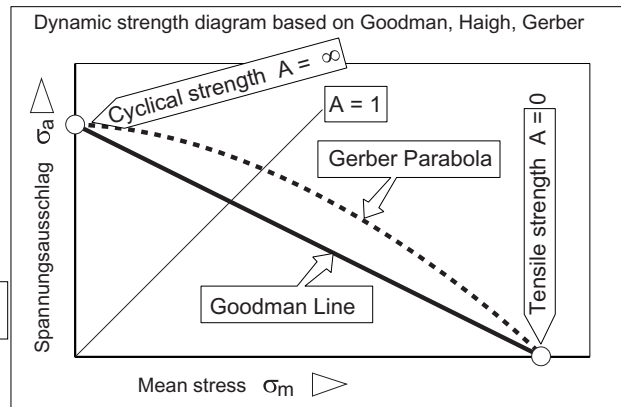 Dynamic strength diagram based on Goodman, Haigh, Gerber
Cyclical strength A = ∞
A = 1
Gerber Parabola
Tensile strength A = 0
Goodman Line
Spannungsausschlag σa
Mean stress σm